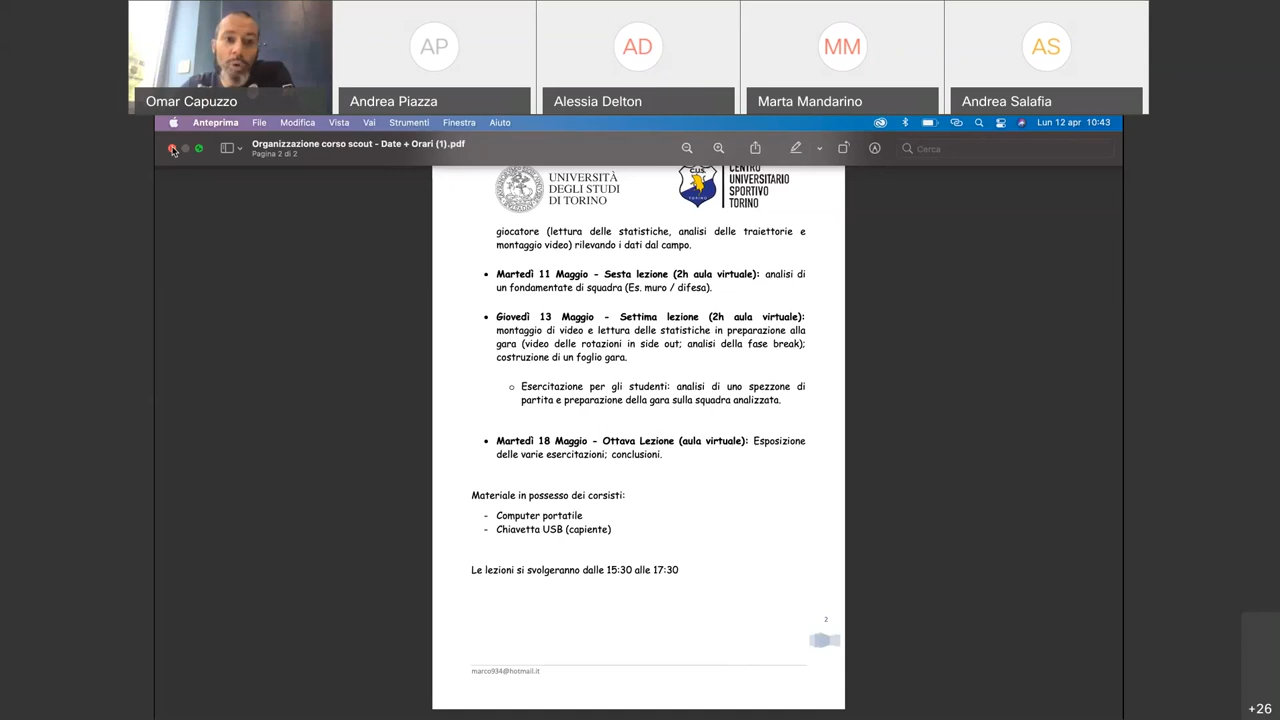 AP
AD
MM
AS
Omar Capuzzo
Andrea Piazza
Alessia Delton
Marta Mandarino
Andrea Salafia
Anteprima File Modifica Vista Vai Strumenti Finestra Aiuto
Lun 12 apr 10:43
Organizzazione corso scout - Date + Orari (1).pdf
Pagina 2 di 2
Cerca
UNIVERSITÀ
DEGLI STUDI
DI TORINO
CENTRO
UNIVERSITARIO
SPORTIVO
TORINO
C.U.S.
TORINO
giocatore (lettura delle statistiche, analisi delle traiettorie e
montaggio video) rilevando i dati dal campo.
• Martedì 11 Maggio - Sesta lezione (2h aula virtuale): analisi di
un fondamentate di squadra (Es. muro / difesa).
• Giovedì 13 Maggio - Settima lezione (2h aula virtuale):
montaggio di video e lettura delle statistiche in preparazione alla
gara (video delle rotazioni in side out; analisi della fase break);
costruzione di un foglio gara.
o Esercitazione per gli studenti: analisi di uno spezzone di
partita e preparazione della gara sulla squadra analizzata.
• Martedì 18 Maggio - Ottava Lezione (aula virtuale): Esposizione
delle varie esercitazioni; conclusioni.
Materiale in possesso dei corsisti:
- Computer portatile
- Chiavetta USB (capiente)
Le lezioni si svolgeranno dalle 15:30 alle 17:30
2
marco934@hotmail.it
+26